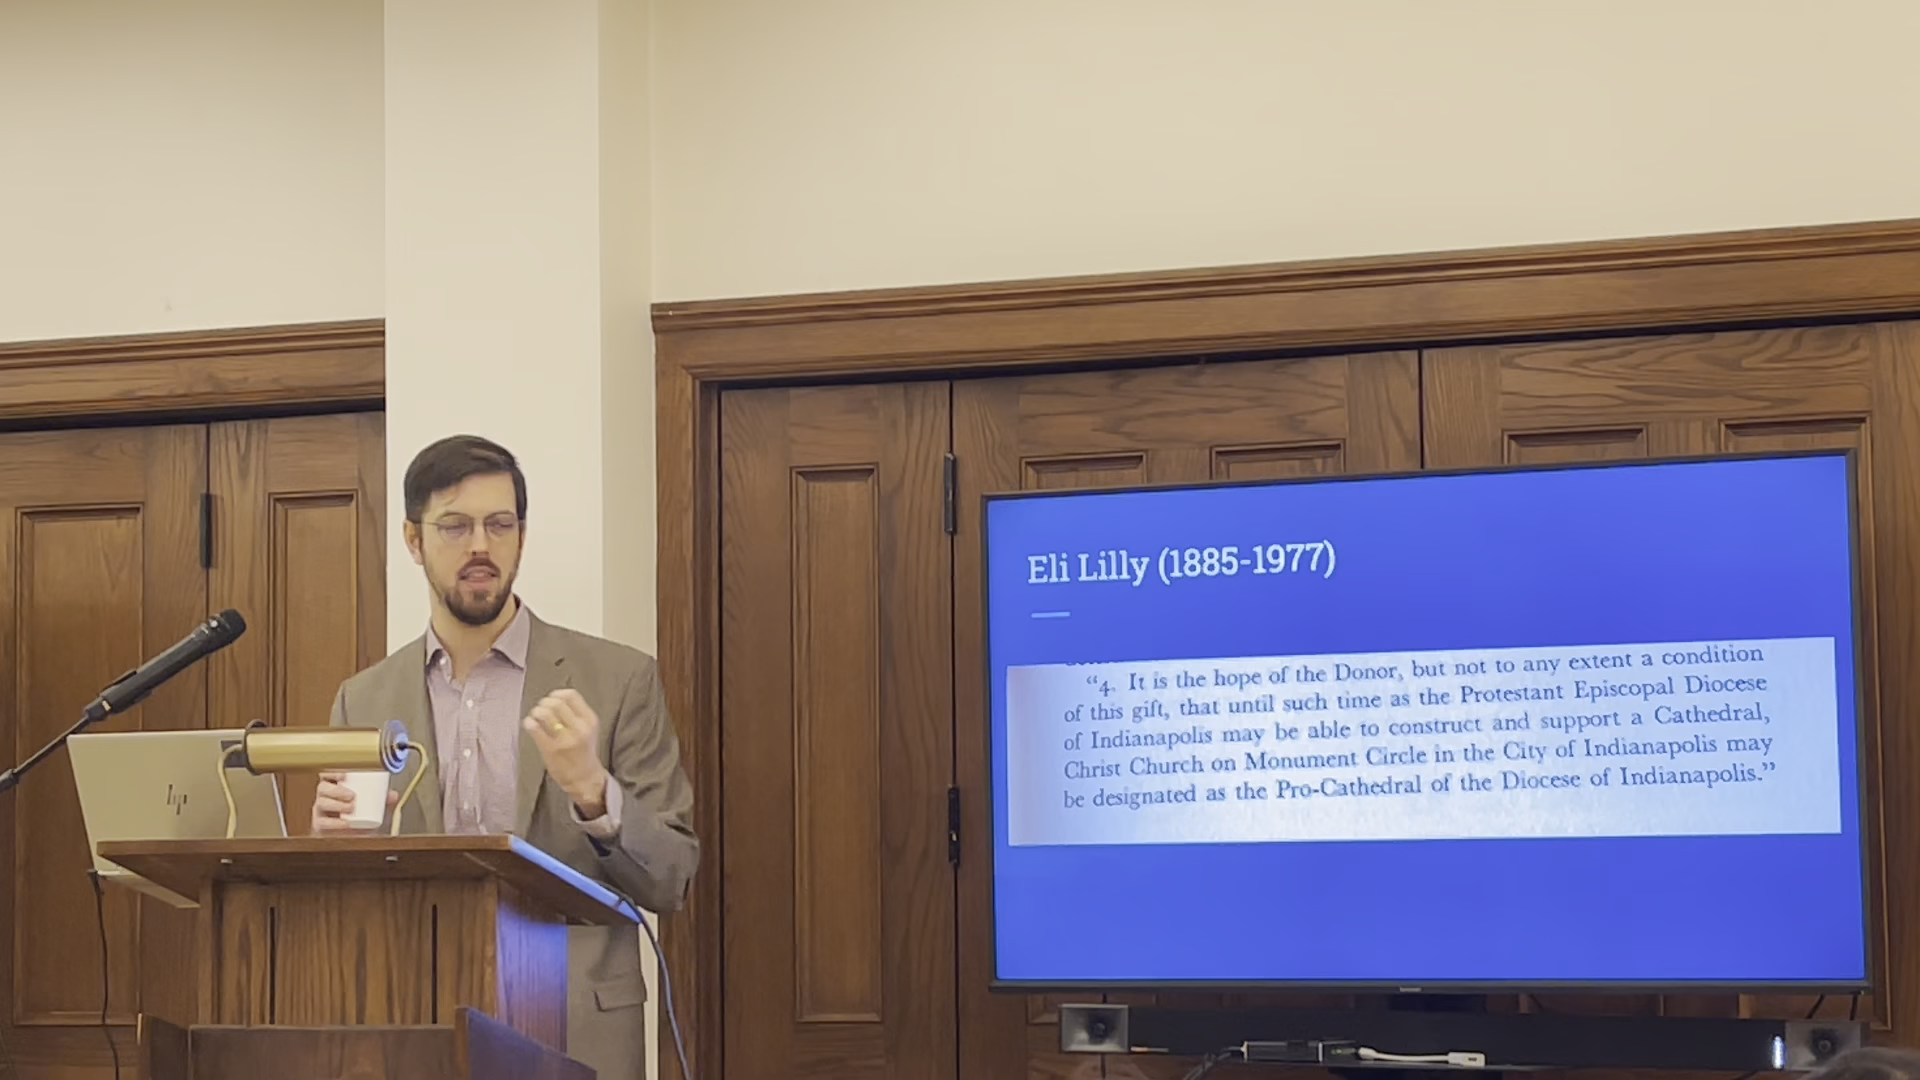 hp
Eli Lilly (1885-1977)
“4. It is the hope of the Donor, but not to any extent a condition
of this gift, that until such time as the Protestant Episcopal Diocese
of Indianapolis may be able to construct and support a Cathedral,
Christ Church on Monument Circle in the City of Indianapolis may
be designated as the Pro-Cathedral of the Diocese of Indianapolis.”